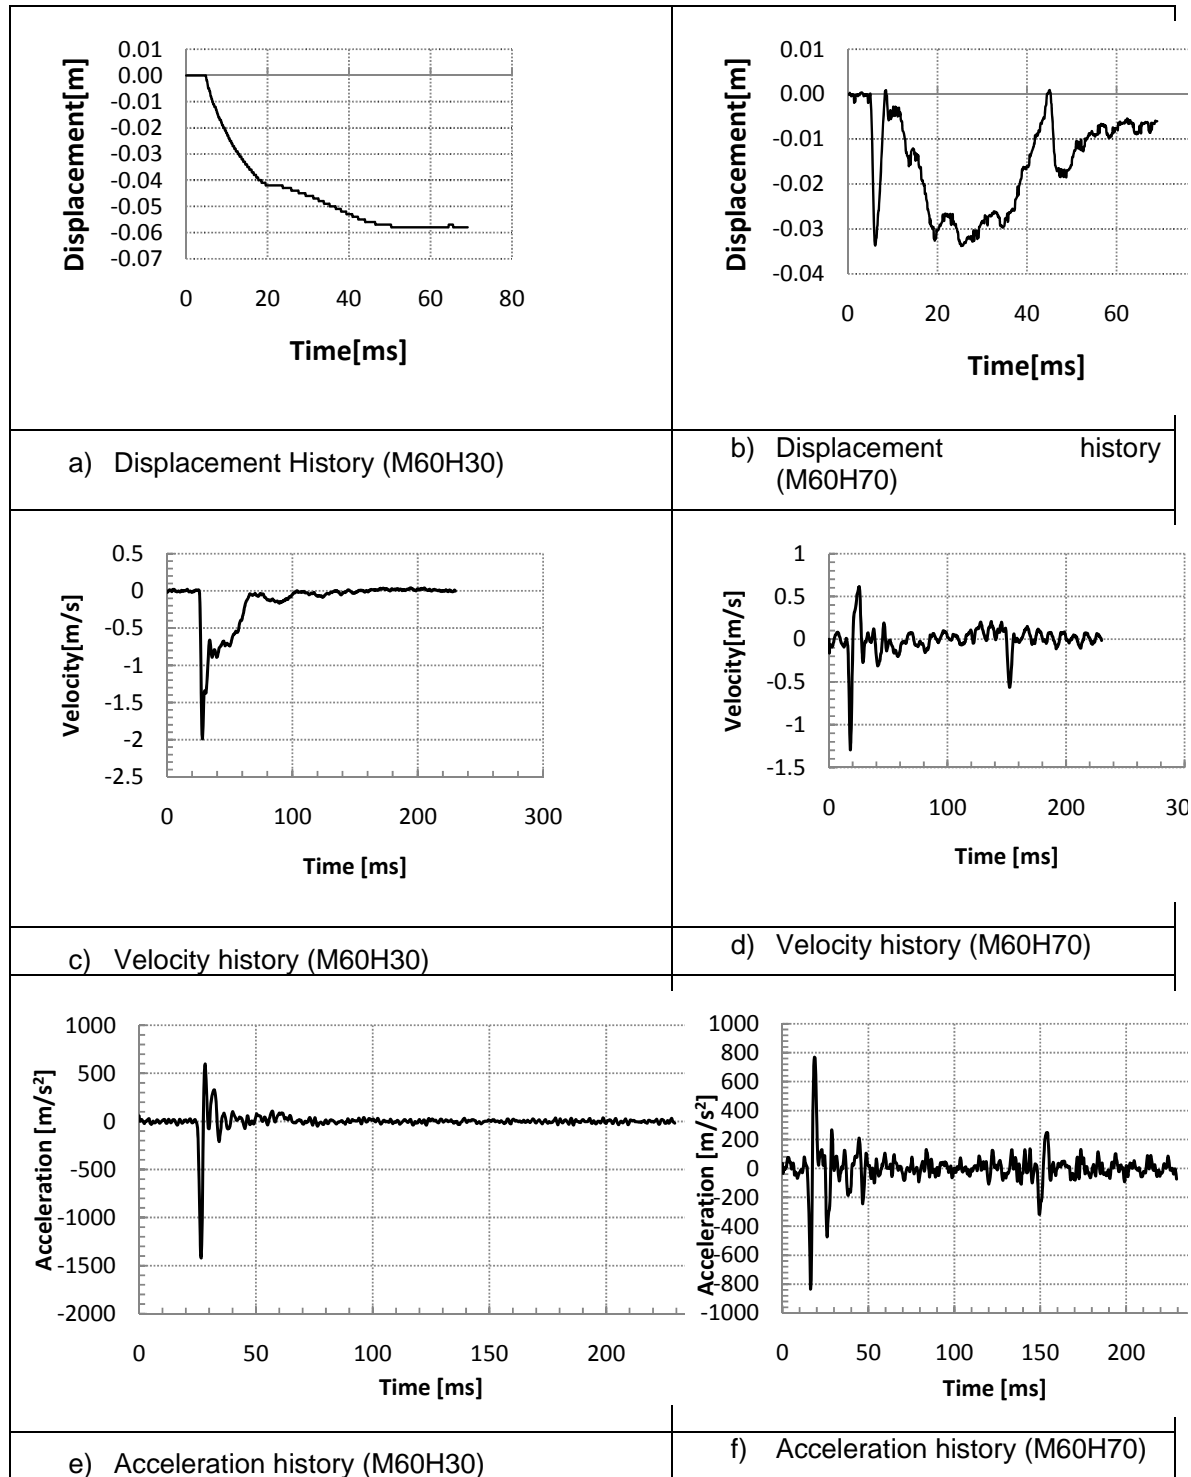 0.01
0.00
-0.01
-0.02
-0.03
-0.04
-0.05
-0.06
-0.07
Displacement[m]
0 20 40 60 80
Time[ms]
0.01
0.00
-0.01
-0.02
-0.03
-0.04
Displacement[m]
0 20 40 60
Time[ms]
a) Displacement History (M60H30)
b) Displacement history
(M60H70)
0.5
0
-0.5
-1
-1.5
-2
-2.5
Velocity[m/s]
0 100 200 300
Time [ms]
1
0.5
0
-0.5
-1
-1.5
Velocity[m/s]
0 100 200 30
Time [ms]
c) Velocity history (M60H30)
d) Velocity history (M60H70)
1000
500
0
-500
-1000
-1500
-2000
Acceleration [m/s²]
0 50 100 150 200
Time [ms]
1000
800
600
400
200
0
-200
-400
-600
-800
-1000
Acceleration [m/s²]
0 50 100 150 200
Time [ms]
e) Acceleration history (M60H30)
f) Acceleration history (M60H70)